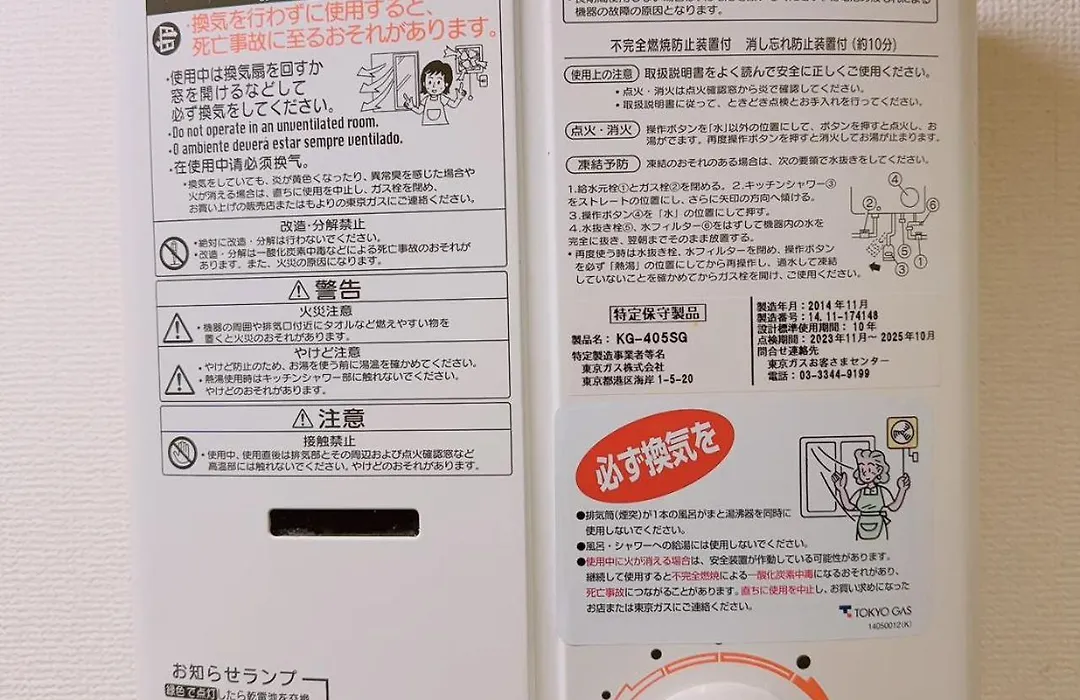 換気を行わずに使用すると、
死亡事故に至るおそれがあります。
・使用中は換気扇を回すか
窓を開けるなどして
必ず換気をしてください。
・Do not operate in an unventilated room.
・O ambiente deverá estar sempre ventilado.
・在使用中请必须换气。
・換気をしていても、炎が黄色くなったり、異常臭を感じた場合や
火が消える場合は、直ちに使用を中止し、ガス栓を閉め、
お買い上げの販売店またはもよりの東京ガスにご連絡ください。
改造・分解禁止
・絶対に改造・分解は行わないでください。
・改造・分解は一酸化炭素中毒などによる死亡事故のおそれが
あります。また、火災の原因になります。
警告
火災注意
・機器の周囲や排気口付近にタオルなど燃えやすい物を
置くと火災のおそれがあります。
やけど注意
・やけど防止のため、お湯を使う前に湯温を確かめてください。
・熱湯使用時はキッチンシャワー部に触れないでください。
やけどのおそれがあります。
注意
接触禁止
・使用中、使用直後は排気部とその周辺および点火確認窓など
高温部には触れないでください。やけどのおそれがあります。
お知らせランプ
緑色で点灯したら乾電池を交換
機器の故障の原因となります。
不完全燃焼防止装置付 消し忘れ防止装置付(約10分)
使用上の注意 取扱説明書をよく読んで安全に正しくご使用ください。
・点火・消火は点火確認窓から炎で確認してください。
・取扱説明書に従って、ときどき点検とお手入れを行ってください。
点火・消火 操作ボタンを「水」以外の位置にして、ボタンを押すと点火し、お
湯がでます。再度操作ボタンを押すと消火してお湯が止まります。
凍結予防 凍結のおそれのある場合は、次の要領で水抜きをしてください。
1.給水元栓①とガス栓②を閉める。2.キッチンシャワー③
をストレートの位置にし、さらに矢印の方向へ傾ける。
3.操作ボタン④を「水」の位置にして押す。
4.水抜き栓⑤、水フィルター⑥をはずして機器内の水を
完全に抜き、翌朝までそのまま放置する。
・再度使う時は水抜き栓、水フィルターを閉め、操作ボタン
を必ず「熱湯」の位置にしてから再操作し、通水して凍結
していないことを確かめてからガス栓を開け、ご使用ください。
④
②
⑥
⑤
③
①
特定保守製品
製品名: KG-405SG
特定製造事業者等名
東京ガス株式会社
東京都港区海岸 1-5-20
製造年月:2014年11月
製造番号:14.11-174148
設計標準使用期間:10年
点検期間:2023年11月～2025年10月
問合せ連絡先
東京ガスお客さまセンター
電話:03-3344-9199
必ず換気を
●排気筒(煙突)が1本の風呂がまと湯沸器を同時に
使用しないでください。
●風呂・シャワーへの給湯には使用しないでください。
●使用中に火が消える場合は、安全装置が作動している可能性があります。
継続して使用すると不完全燃焼による一酸化炭素中毒になるおそれがあり、
死亡事故につながることがあります。直ちに使用を中止し、お買い求めになった
お店または東京ガスにご連絡ください。
TOKYO GAS
14050012(K)